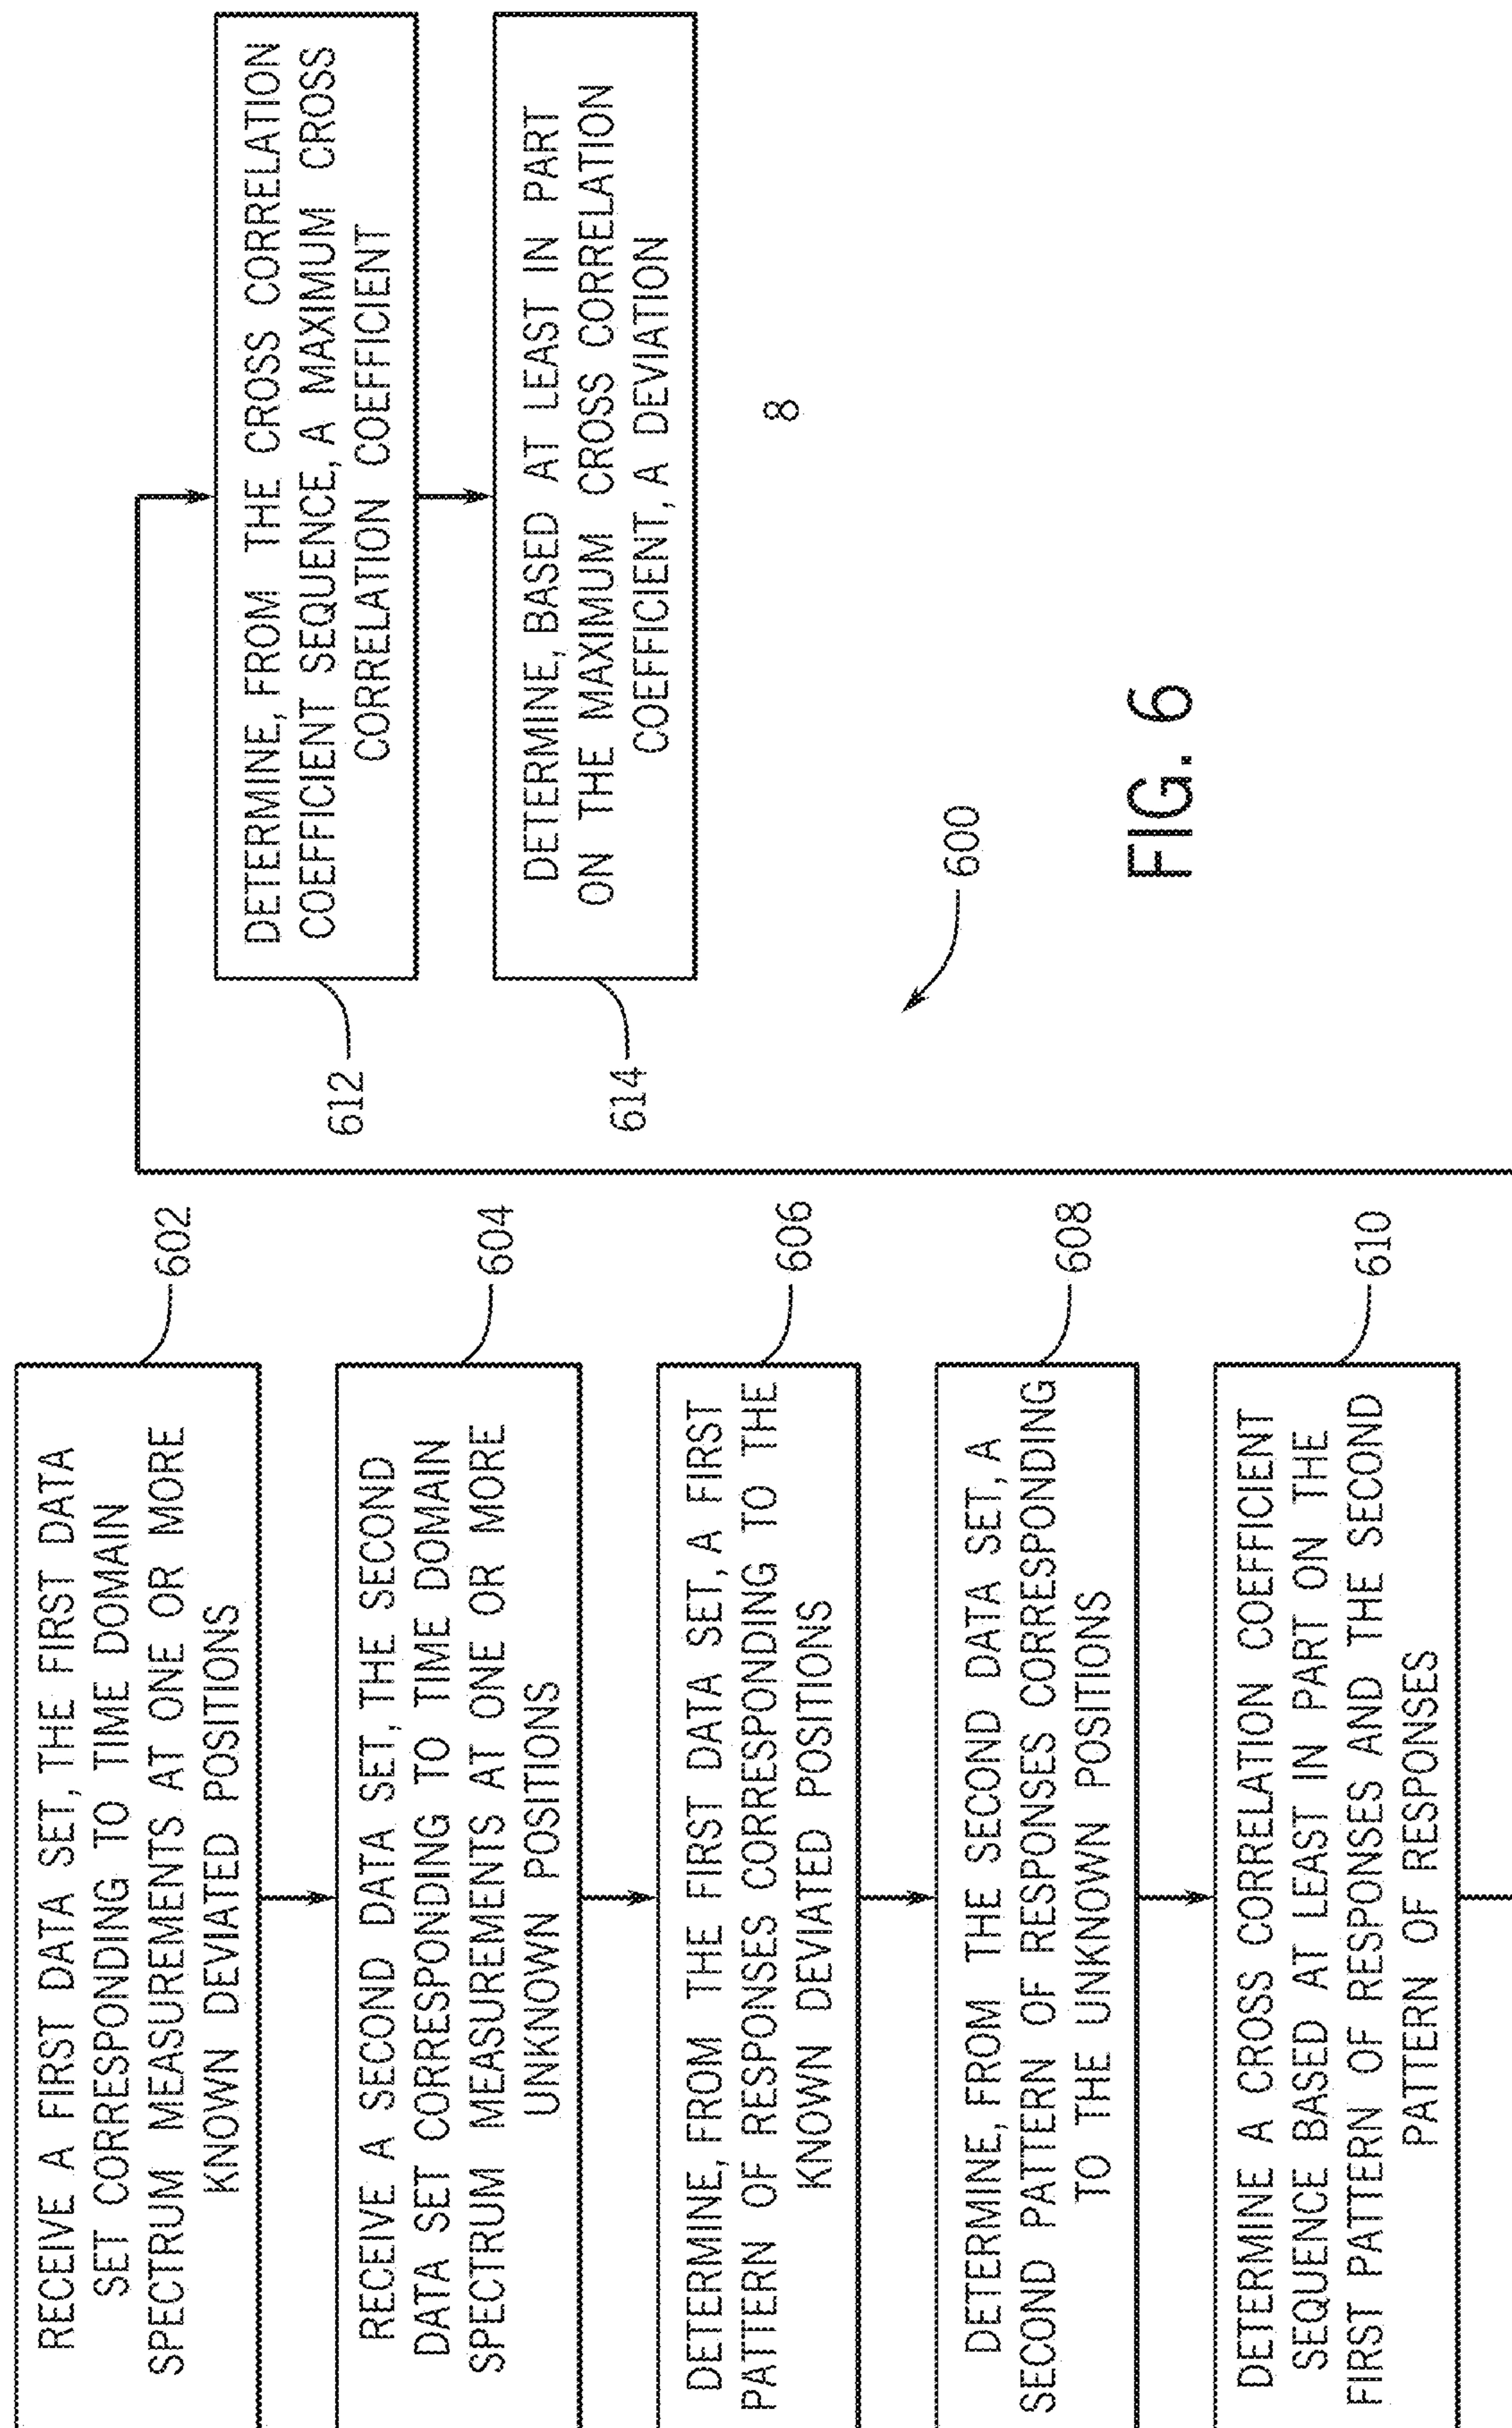 RECEIVE A FIRST DATA SET, THE FIRST DATA
SET CORRESPONDING TO TIME DOMAIN
SPECTRUM MEASUREMENTS AT ONE OR MORE
KNOWN DEVIATED POSITIONS
602
RECEIVE A SECOND DATA SET, THE SECOND
DATA SET CORRESPONDING TO TIME DOMAIN
SPECTRUM MEASUREMENTS AT ONE OR MORE
UNKNOWN POSITIONS
604
DETERMINE, FROM THE FIRST DATA SET, A FIRST
PATTERN OF RESPONSES CORRESPONDING TO THE
KNOWN DEVIATED POSITIONS
606
DETERMINE, FROM THE SECOND DATA SET, A
SECOND PATTERN OF RESPONSES CORRESPONDING
TO THE UNKNOWN POSITIONS
608
DETERMINE A CROSS CORRELATION COEFFICIENT
SEQUENCE BASED AT LEAST IN PART ON THE
FIRST PATTERN OF RESPONSES AND THE SECOND
PATTERN OF RESPONSES
610
612
DETERMINE, FROM THE CROSS CORRELATION
COEFFICIENT SEQUENCE, A MAXIMUM CROSS
CORRELATION COEFFICIENT
614
DETERMINE, BASED AT LEAST IN PART
ON THE MAXIMUM CROSS CORRELATION
COEFFICIENT, A DEVIATION
8
600
FIG. 6